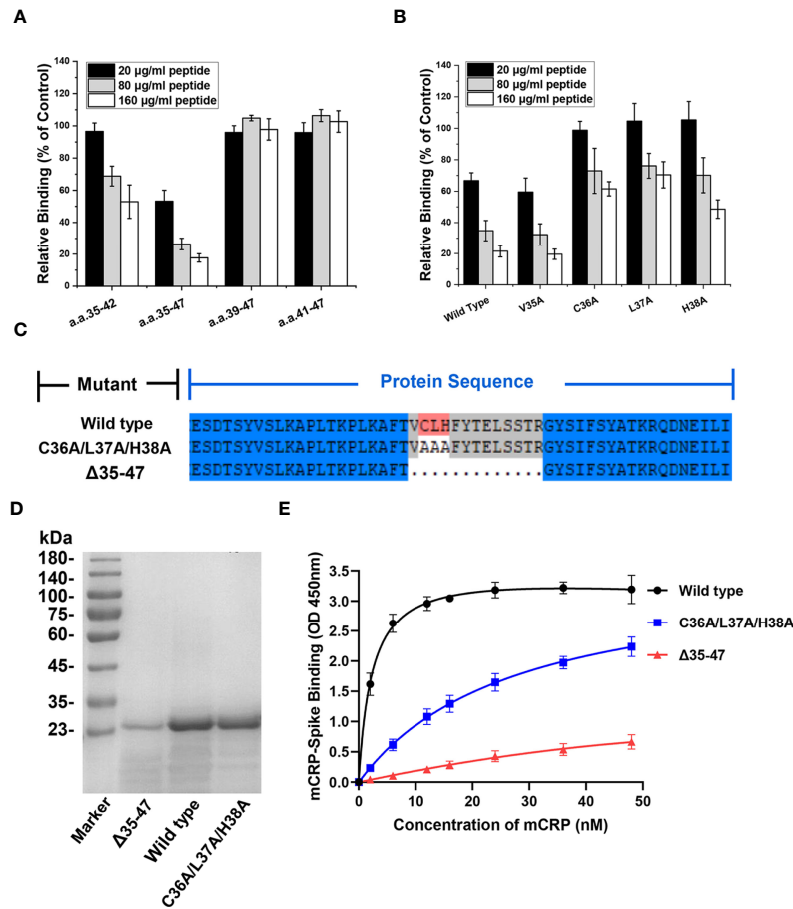 A
20 µg/ml peptide
80 µg/ml peptide
160 µg/ml peptide
Relative Binding (% of Control)
140
120
100
80
60
40
20
0
a.a.35-42
a.a.35-47
a.a.39-47
a.a.41-47
B
20 µg/ml peptide
80 µg/ml peptide
160 µg/ml peptide
Relative Binding (% of Control)
140
120
100
80
60
40
20
0
Wild Type
V35A
C36A
L37A
H38A
C
Mutant
Protein Sequence
Wild type
ESDTSYVSLKAPLTKPLKAFTVCLHFYTELSSTRGYSIFSYATKRQDNEILI
C36A/L37A/H38A
ESDTSYVSLKAPLTKPLKAFTVAAAFYTELSSTRGYSIFSYATKRQDNEILI
Δ35-47
ESDTSYVSLKAPLTKPLKAFT.............GYSIFSYATKRQDNEILI
D
kDa
180-
140-
100-
75-
60-
45-
35-
23-
Marker
Δ35-47
Wild type
C36A/L37A/H38A
E
mCRP-Spike Binding (OD 450nm)
3.5
3.0
2.5
2.0
1.5
1.0
0.5
0.0
0
10
20
30
40
50
Concentration of mCRP (nM)
Wild type
C36A/L37A/H38A
Δ35-47